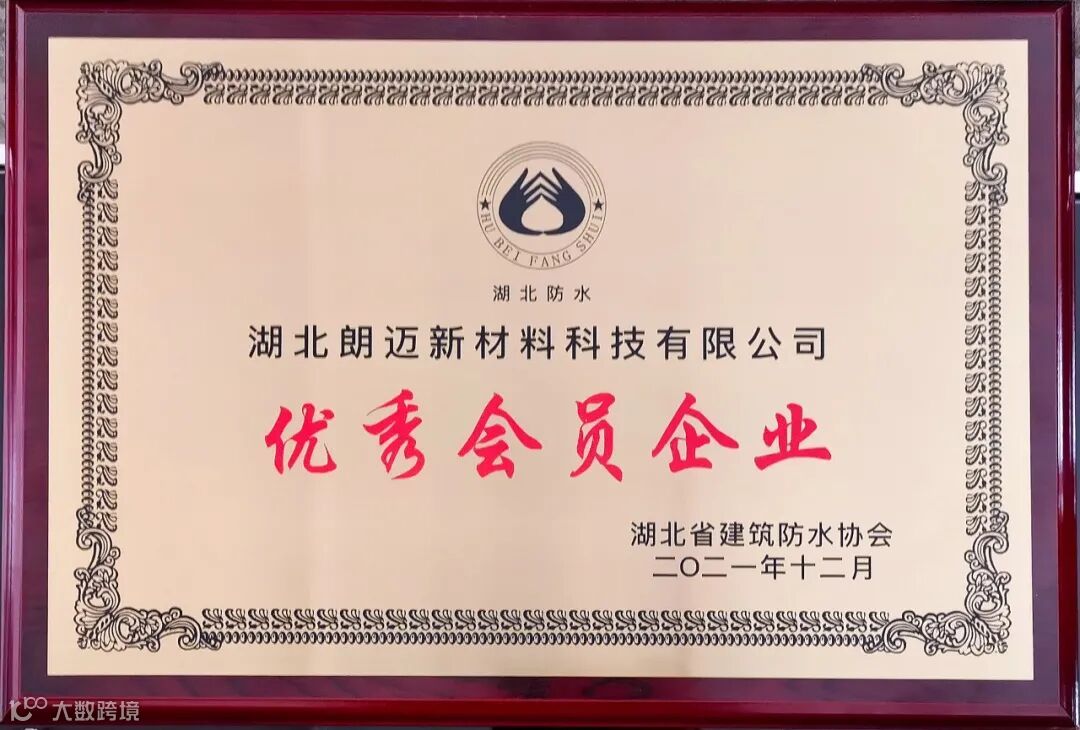 HU BEI FANG SHUI
湖北防水
湖北朗迈新材料科技有限公司
优秀会员企业
湖北省建筑防水协会
二〇二一年十二月
大数跨境